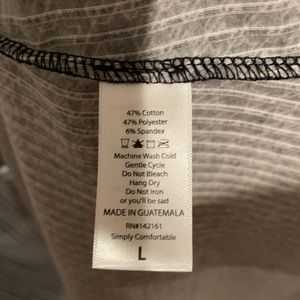 47% Cotton
47% Polyester
6% Spandex
Machine Wash Cold
Gentle Cycle
Do Not Bleach
Hang Dry
Do Not Iron
or you'll be sad
MADE IN GUATEMALA
RN#142161
Simply Comfortable
L